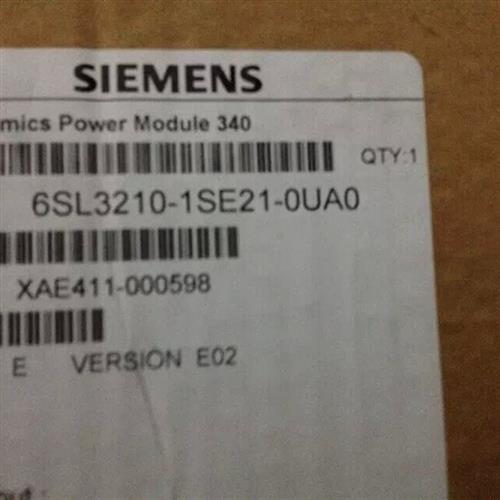 SIEMENS
mics Power Module 340
QTY:1
6SL3210-1SE21-0UA0
XAE411-000598
E VERSION E02